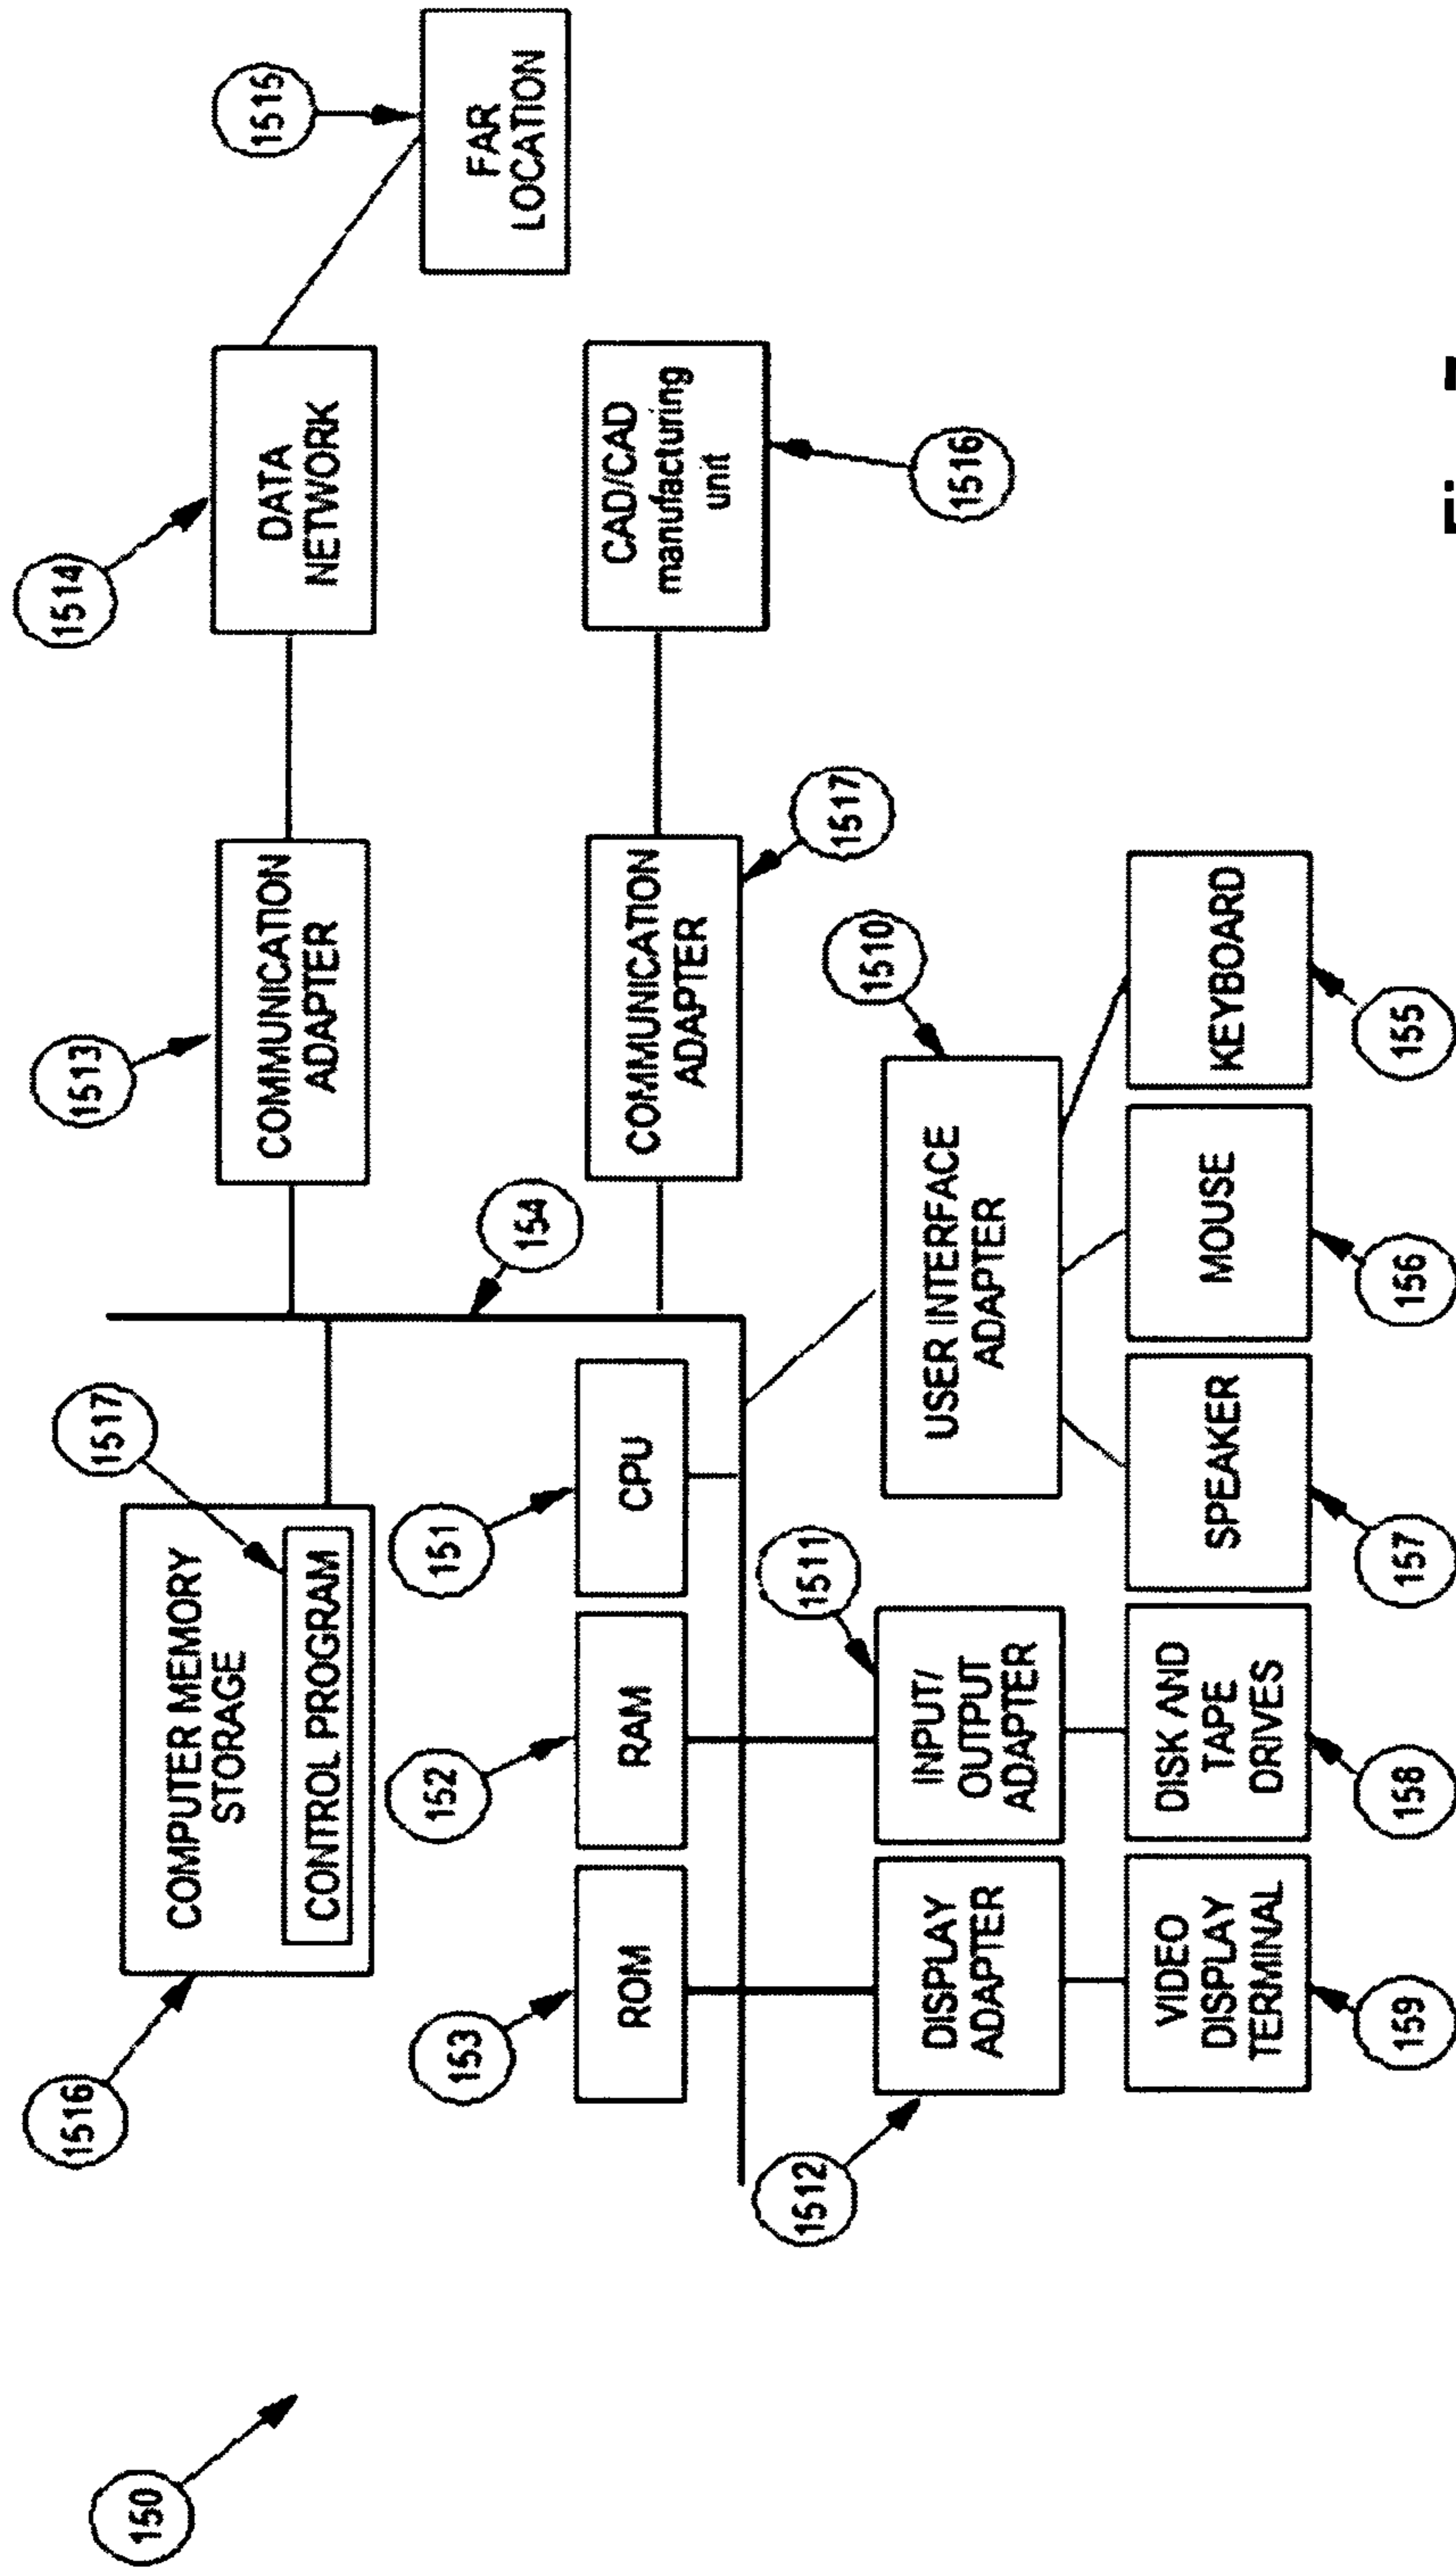 150
1516
COMPUTER MEMORY
STORAGE
CONTROL PROGRAM
1517
1513
COMMUNICATION
ADAPTER
1514
DATA
NETWORK
1515
FAR
LOCATION
153
ROM
152
RAM
151
CPU
154
COMMUNICATION
ADAPTER
1517
CAD/CAD
manufacturing
unit
1516
1512
DISPLAY
ADAPTER
1511
INPUT/
OUTPUT
ADAPTER
USER INTERFACE
ADAPTER
1510
VIDEO
DISPLAY
TERMINAL
DISK AND
TAPE
DRIVES
SPEAKER
MOUSE
KEYBOARD
159
158
157
156
155